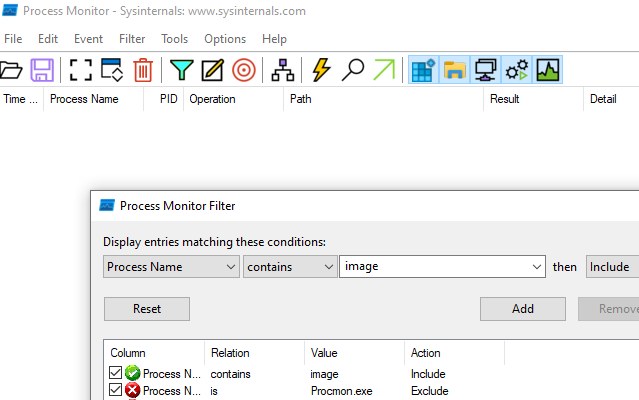 Process Monitor - Sysinternals: www.sysinternals.com
File Edit Event Filter Tools Options Help
Time ... Process Name PID Operation Path Result Detail
Process Monitor Filter
Display entries matching these conditions:
Process Name contains image then Include
Reset Add Remove
Column Relation Value Action
Process N... contains image Include
Process N... is Procmon.exe Exclude